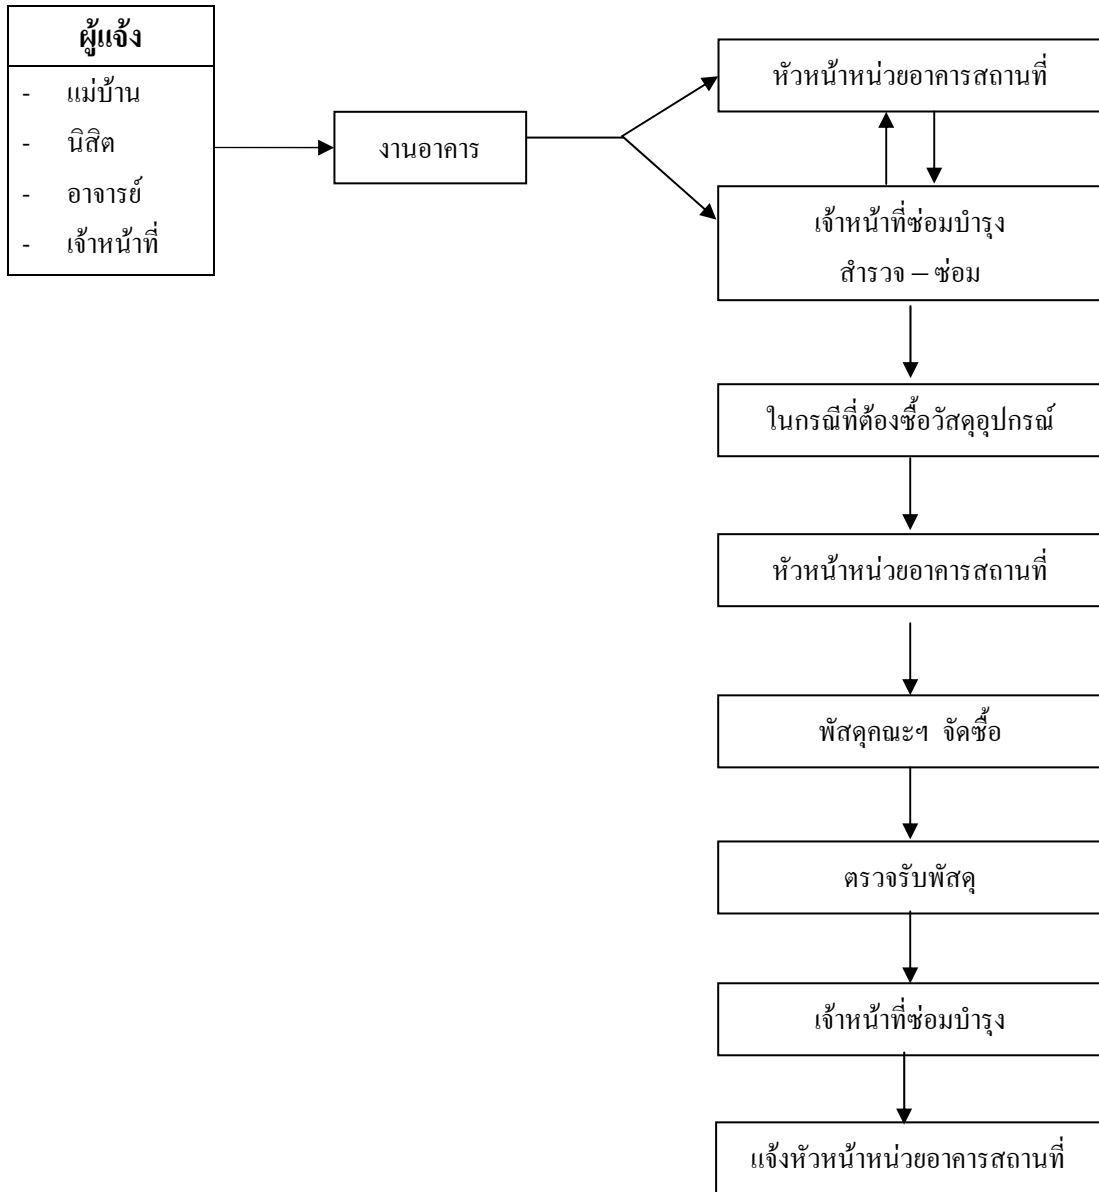 ผู้แจ้ง
- แม่บ้าน
- นิสิต
- อาจารย์
- เจ้าหน้าที่
งานอาคาร
หัวหน้าหน่วยอาคารสถานที่
เจ้าหน้าที่ซ่อมบำรุง
สำรวจ – ซ่อม
ในกรณีที่ต้องซื้อวัสดุอุปกรณ์
หัวหน้าหน่วยอาคารสถานที่
พัสดุคณะฯ จัดซื้อ
ตรวจรับพัสดุ
เจ้าหน้าที่ซ่อมบำรุง
แจ้งหัวหน้าหน่วยอาคารสถานที่